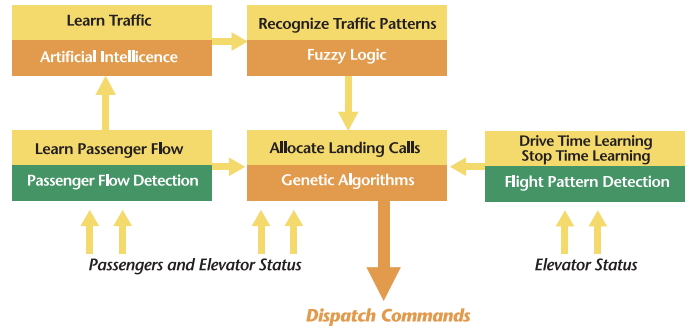 Learn Traffic
Artificial Intellicence
Recognize Traffic Patterns
Fuzzy Logic
Learn Passenger Flow
Passenger Flow Detection
Allocate Landing Calls
Genetic Algorithms
Drive Time Learning
Stop Time Learning
Flight Pattern Detection
Passengers and Elevator Status
Elevator Status
Dispatch Commands